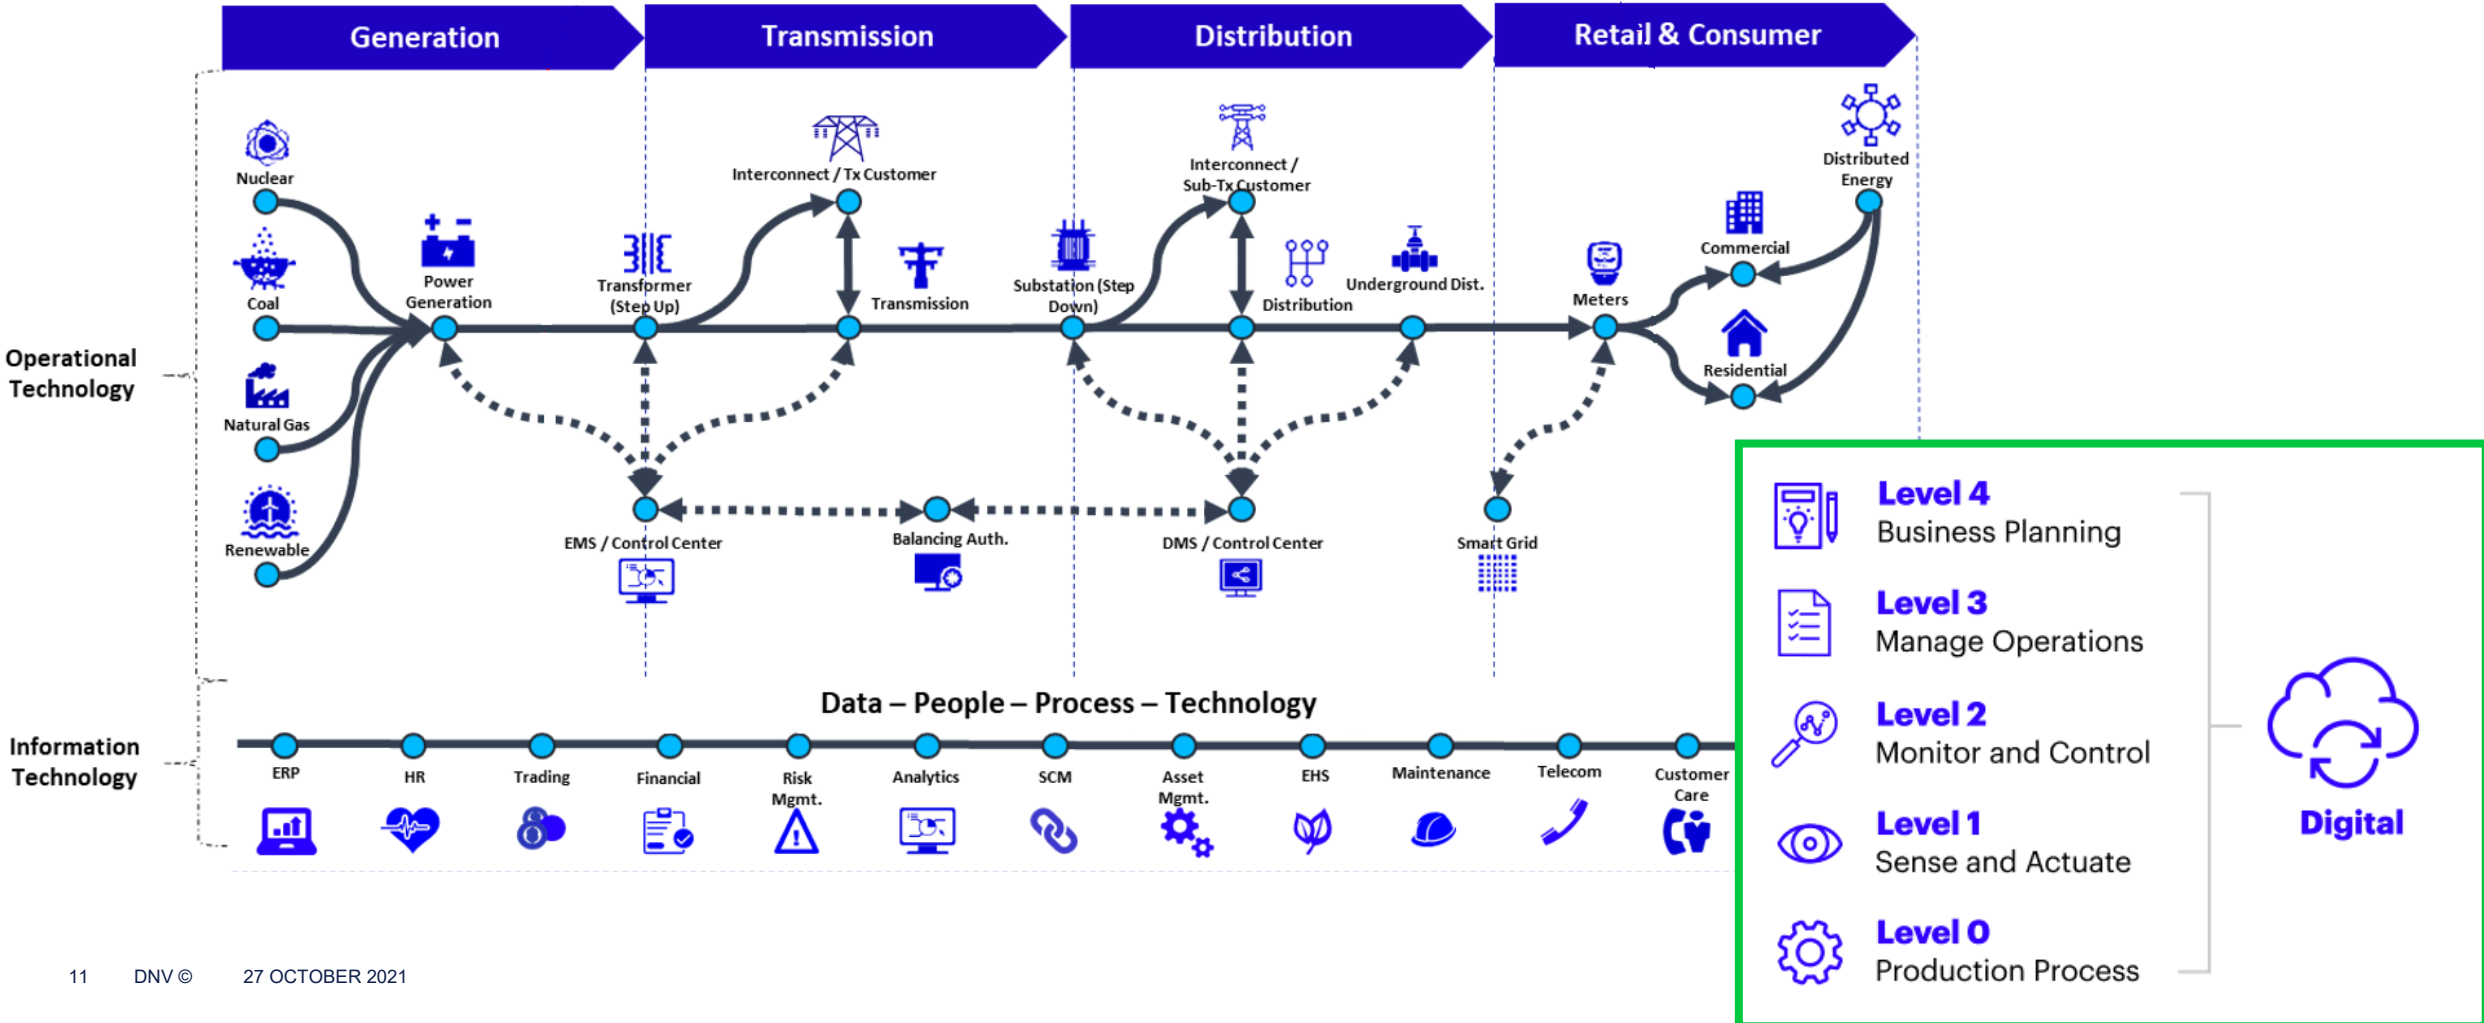 Generation
Transmission
Distribution
Retail & Consumer
Operational
Technology
Nuclear
Coal
Natural Gas
Renewable
Power
Generation
Transformer
(Step Up)
Interconnect / Tx Customer
Transmission
Substation (Step
Down)
Interconnect /
Sub-Tx Customer
Distribution
Underground Dist.
Meters
Commercial
Residential
Distributed
Energy
EMS / Control Center
Balancing Auth.
DMS / Control Center
Smart Grid
Information
Technology
Data – People – Process – Technology
ERP
HR
Trading
Financial
Risk
Mgmt.
Analytics
SCM
Asset
Mgmt.
EHS
Maintenance
Telecom
Customer
Care
Level 4
Business Planning
Level 3
Manage Operations
Level 2
Monitor and Control
Level 1
Sense and Actuate
Level 0
Production Process
Digital
11 DNV © 27 OCTOBER 2021